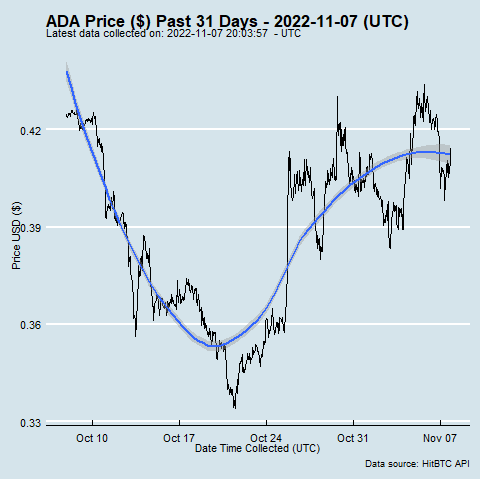 ADA Price ($) Past 31 Days - 2022-11-07 (UTC)
Latest data collected on: 2022-11-07 20:03:57 - UTC
Price USD ($)
0.42
0.39
0.36
0.33
Oct 10 Oct 17 Oct 24 Oct 31 Nov 07
Date Time Collected (UTC)
Data source: HitBTC API